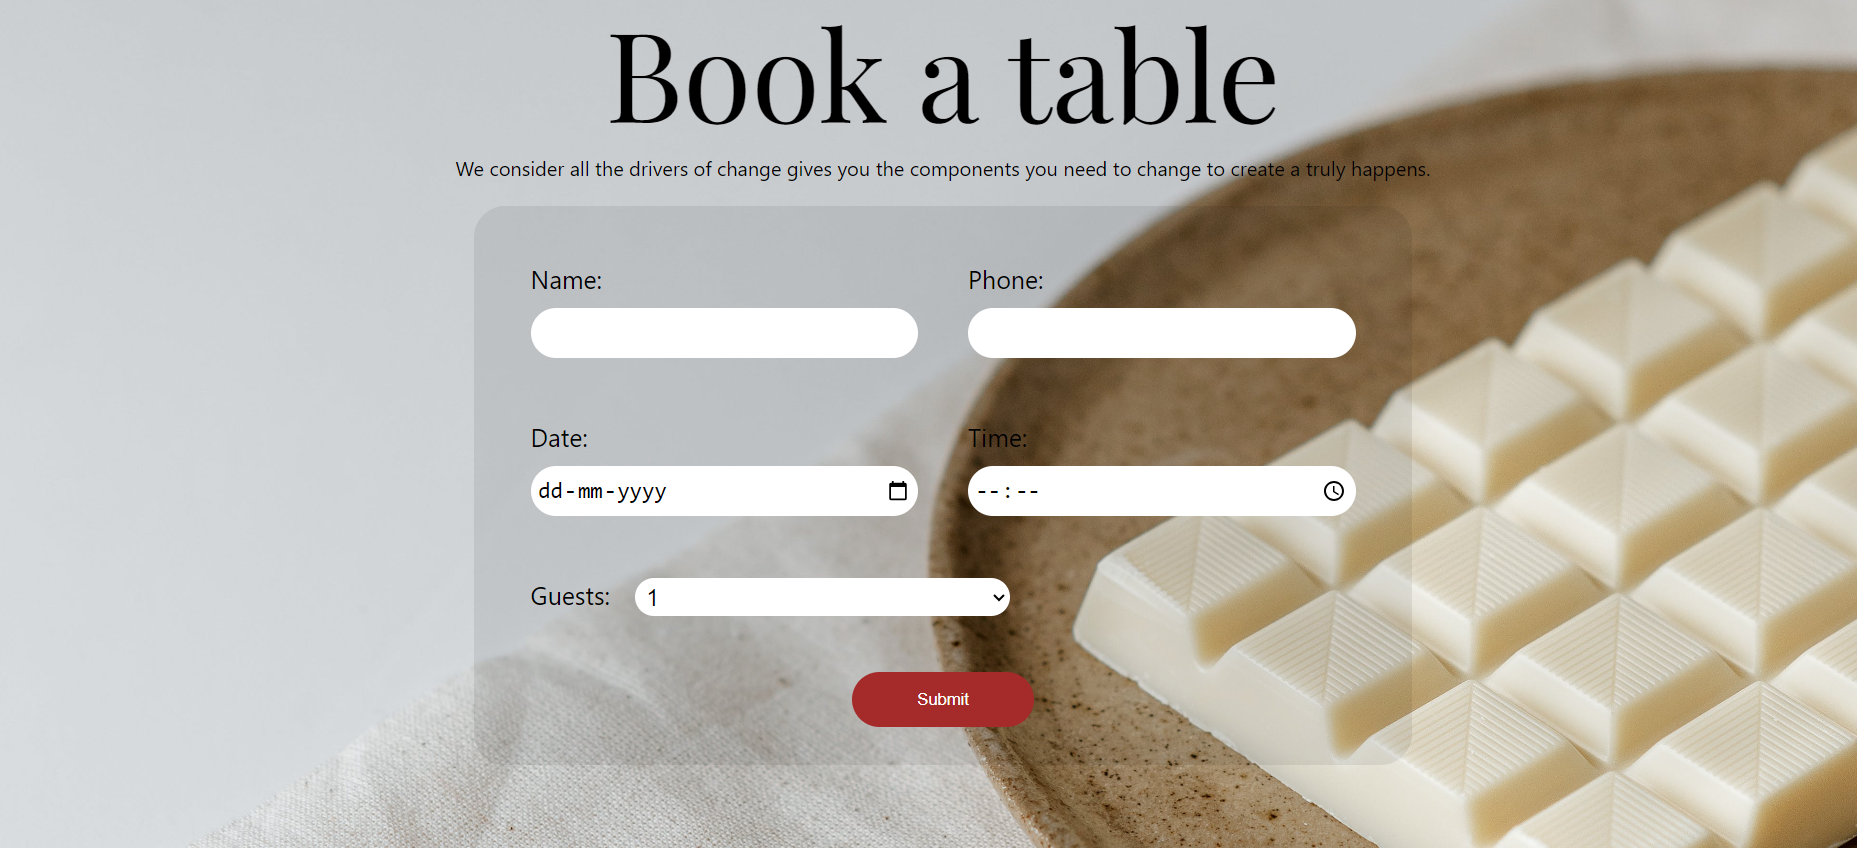 Book a table
We consider all the drivers of change gives you the components you need to change to create a truly happens.
Name: Phone:
Date: Time:
dd-mm-yyyy --:--
Guests: 1
Submit